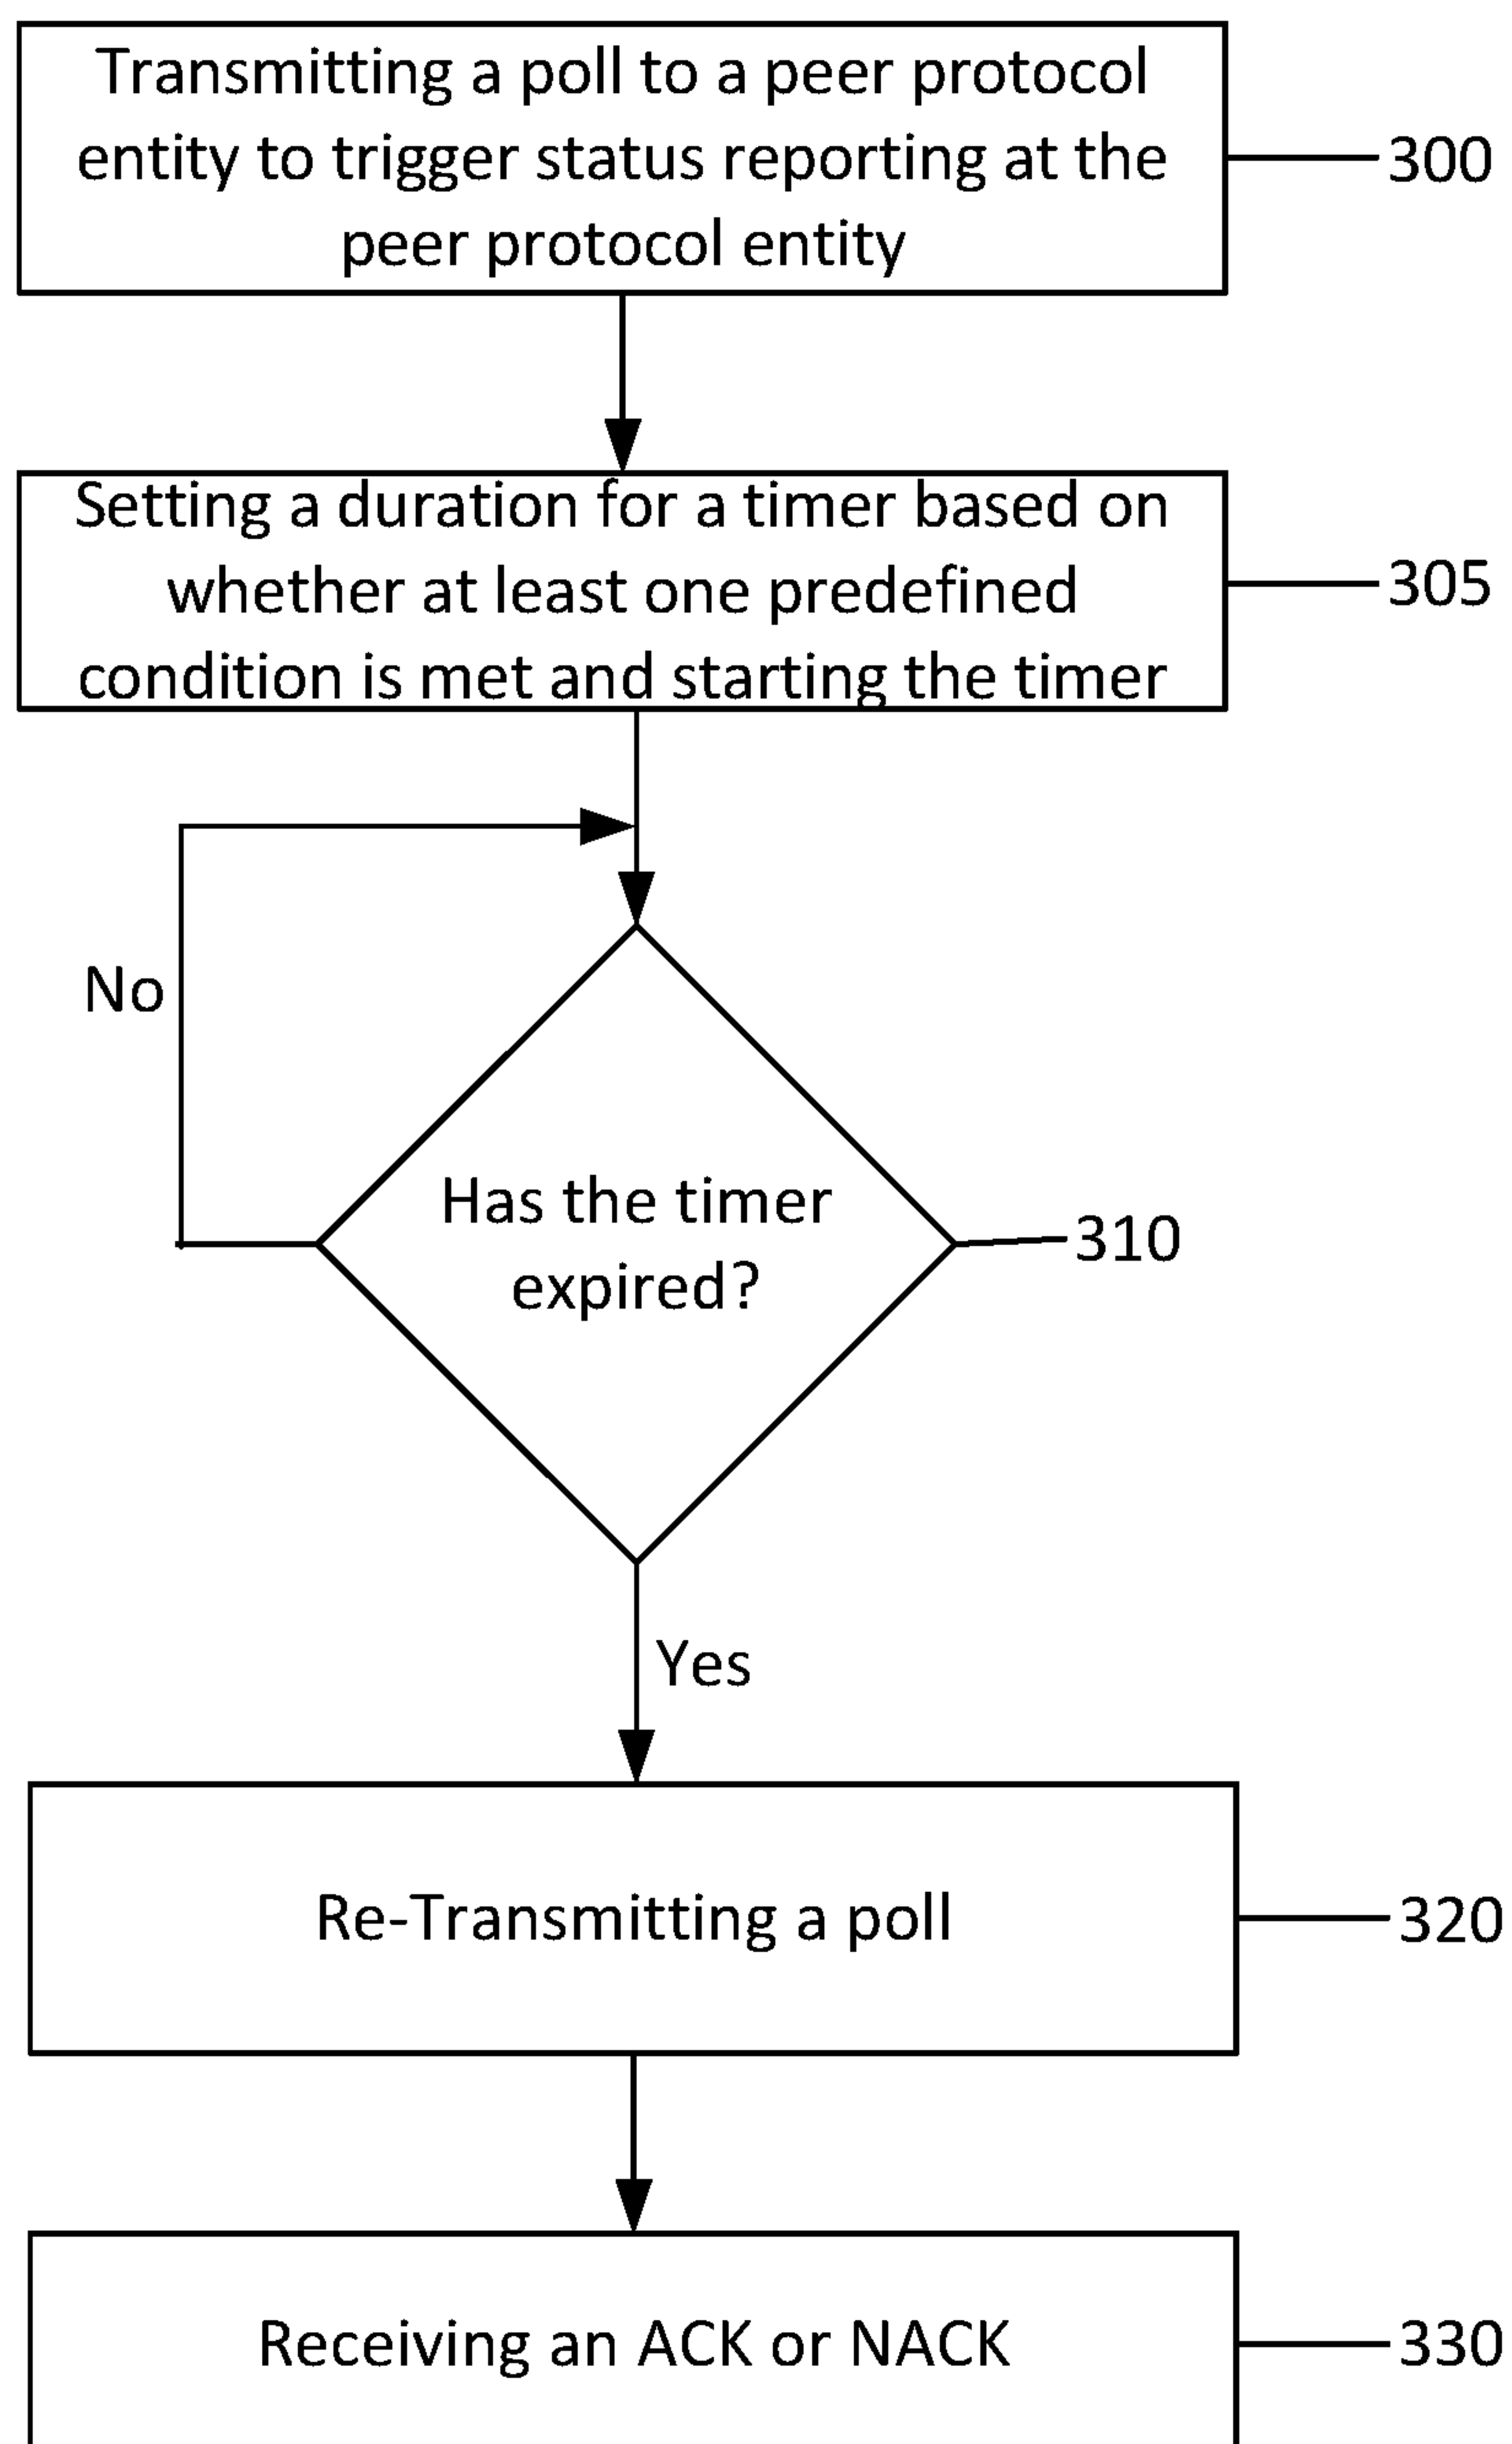 Transmitting a poll to a peer protocol
entity to trigger status reporting at the
peer protocol entity
300
Setting a duration for a timer based on
whether at least one predefined
condition is met and starting the timer
305
No
Has the timer
expired?
310
Yes
Re-Transmitting a poll
320
Receiving an ACK or NACK
330